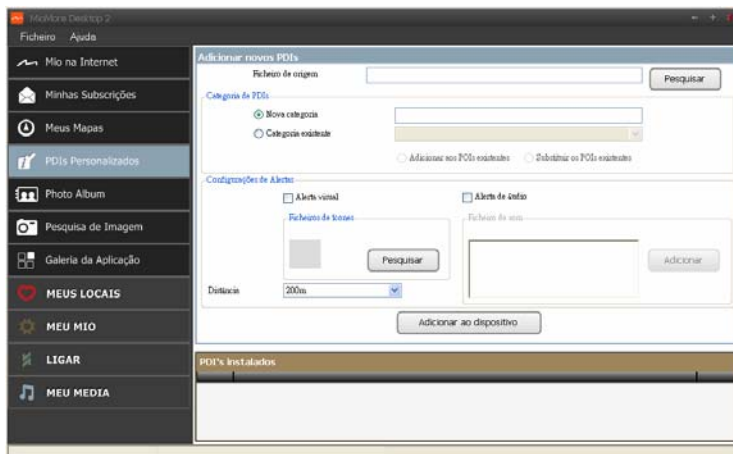 MioMore Desktop 2
Ficheiro Ajuda
Mio na Internet
Minhas Subscrições
Meus Mapas
PDIs Personalizados
Photo Album
Pesquisa de Imagem
Galeria da Aplicação
MEUS LOCAIS
MEU MIO
LIGAR
MEU MEDIA
Adicionar novos PDIs
Ficheiro de origem
Pesquisar
Categoria de PDIs
Nova categoria
Categoria existente
Adicionar aos POIs existentes Substituir os POIs existentes
Configurações de Alertas
Alerta visual Alerta de áudio
Ficheiros de ícones Ficheiro de som
Pesquisar Adicionar
Distância 200m
Adicionar ao dispositivo
PDI's instalados